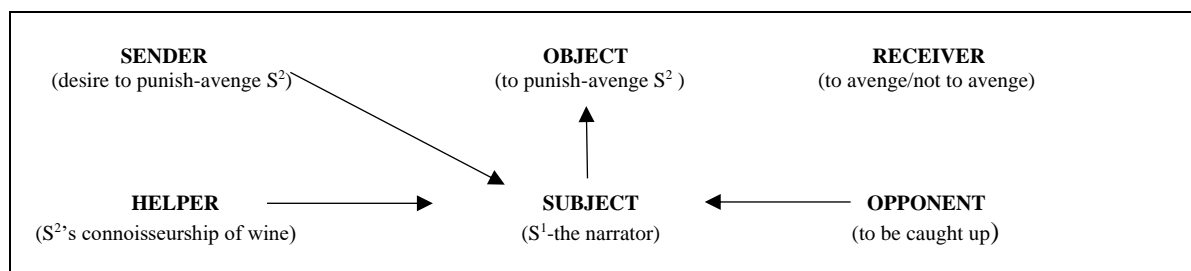 SENDER OBJECT RECEIVER
(desire to punish-avenge S²) (to punish-avenge S² ) (to avenge/not to avenge)
HELPER SUBJECT OPPONENT
(S²'s connoisseurship of wine) (S¹-the narrator) (to be caught up)